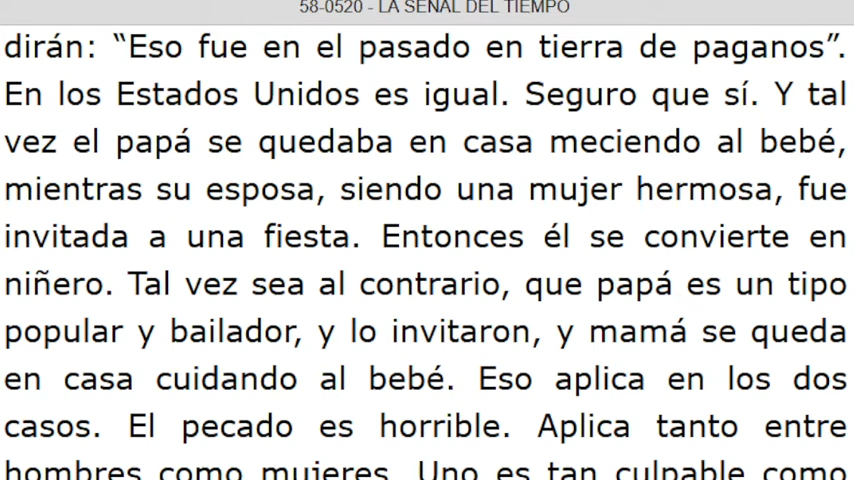 58-0520 - LA SEÑAL DEL TIEMPO
dirán: “Eso fue en el pasado en tierra de paganos”.
En los Estados Unidos es igual. Seguro que sí. Y tal
vez el papá se quedaba en casa meciendo al bebé,
mientras su esposa, siendo una mujer hermosa, fue
invitada a una fiesta. Entonces él se convierte en
niñero. Tal vez sea al contrario, que papá es un tipo
popular y bailador, y lo invitaron, y mamá se queda
en casa cuidando al bebé. Eso aplica en los dos
casos. El pecado es horrible. Aplica tanto entre
hombres como mujeres. Uno es tan culpable como